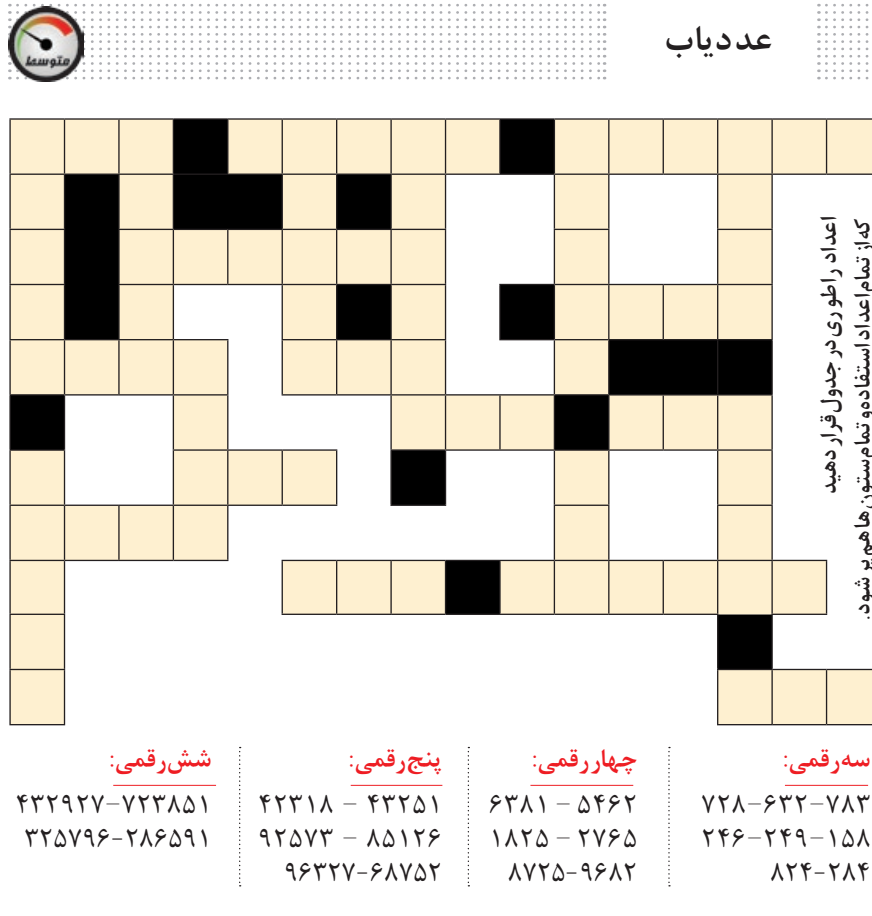 عددیاب
متوسط
اعداد را طوری در جدول قرار دهید
که از تمام اعداد استفاده و تمام ستون‌ها هم پر شود.
سه‌رقمی:
۷۲۸-۶۳۲-۷۸۳
۲۴۶-۲۴۹-۱۵۸
۸۲۴-۲۸۴
چهاررقمی:
۶۳۸۱ – ۵۴۶۲
۱۸۲۵ – ۲۷۶۵
۸۷۲۵-۹۶۸۲
پنج‌رقمی:
۴۲۳۱۸ – ۴۳۲۵۱
۹۲۵۷۳ – ۸۵۱۲۶
۹۶۳۲۷-۶۸۷۵۲
شش‌رقمی:
۴۳۲۹۲۷-۷۲۳۸۵۱
۳۲۵۷۹۶-۲۸۶۵۹۱